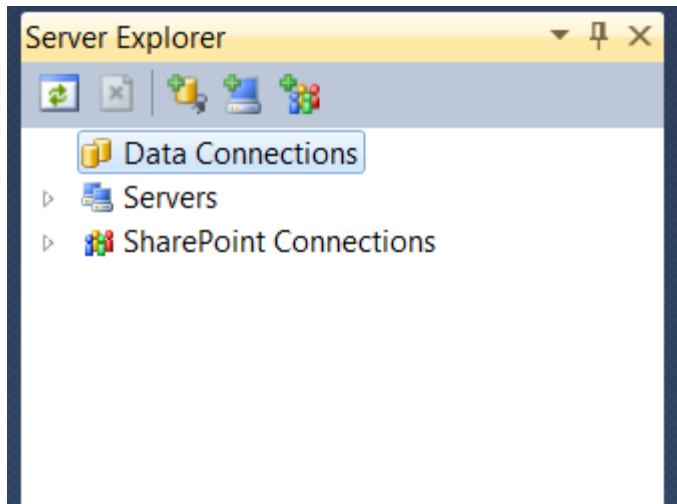 Server Explorer
Data Connections
Servers
SharePoint Connections